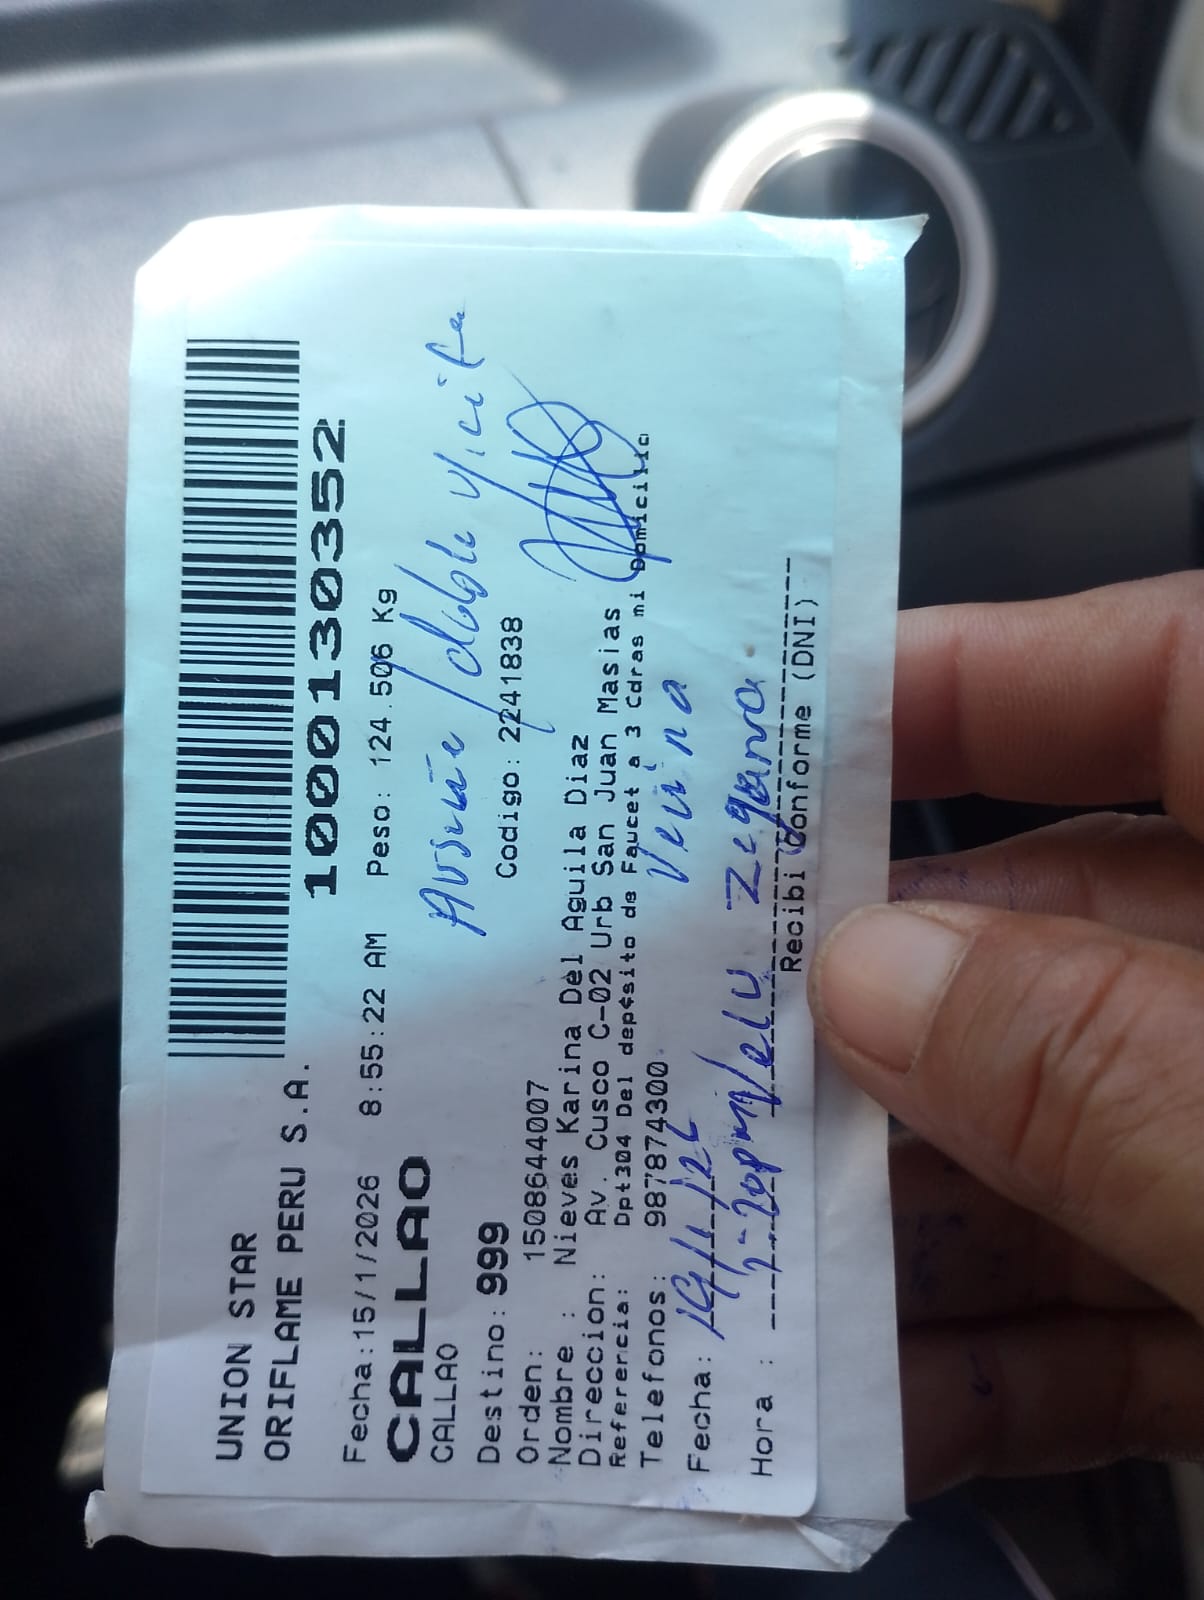 UNION STAR
ORIFLAME PERU S.A.
1000130352
Fecha:15/1/2026 8:55:22 AM Peso: 124.506 Kg
CALLAO
CALLAO
Ausente / doble visita
Destino: 999 Codigo: 2241838
Orden: 1508644007
Nombre : Nieves Karina Del Aguila Diaz
Direccion: Av. Cusco C-02 Urb San Juan Masias
Referencia: Dpt304 Del dep¢sito de Faucet a 3 Cdras mi Domicilio
Telefonos: 987874300
Vecina
Fecha:
Hora : Zegarra
Recibi Conforme (DNI)